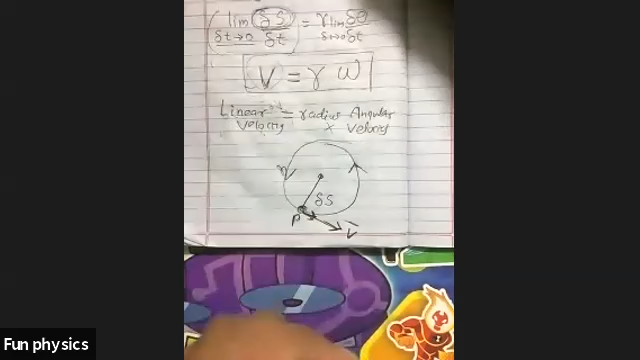 lim δS = r lim δθ
δt→0 δt δt→0 δt
V = r ω
Linear = radius Angular
Velocity × Velocity
r
δS
P
V
Fun physics